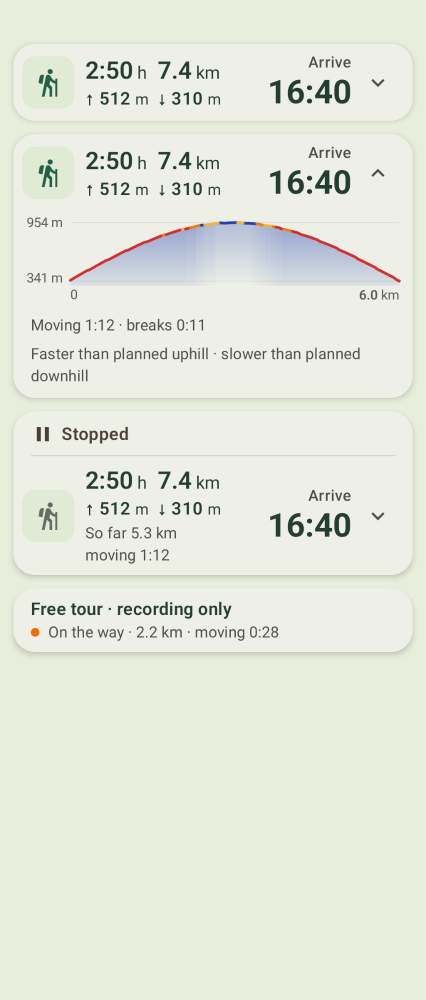 2:50 h 7.4 km
↑ 512 m ↓ 310 m
Arrive
16:40
2:50 h 7.4 km
↑ 512 m ↓ 310 m
Arrive
16:40
954 m
341 m
0
6.0 km
Moving 1:12 · breaks 0:11
Faster than planned uphill · slower than planned
downhill
Stopped
2:50 h 7.4 km
↑ 512 m ↓ 310 m
So far 5.3 km
moving 1:12
Arrive
16:40
Free tour · recording only
On the way · 2.2 km · moving 0:28